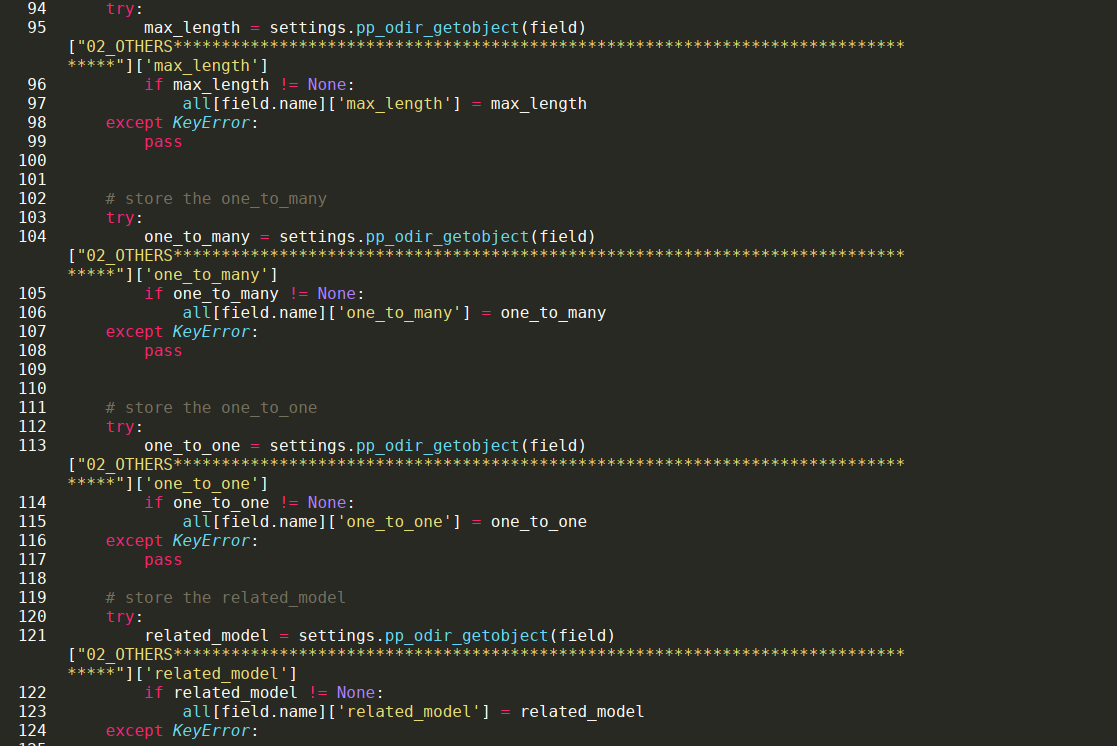 94 try:
95 max_length = settings.pp_odir_getobject(field)
["02_OTHERS****************************************************************************
*****"]['max_length']
96 if max_length != None:
97 all[field.name]['max_length'] = max_length
98 except KeyError:
99 pass
100
101
102 # store the one_to_many
103 try:
104 one_to_many = settings.pp_odir_getobject(field)
["02_OTHERS****************************************************************************
*****"]['one_to_many']
105 if one_to_many != None:
106 all[field.name]['one_to_many'] = one_to_many
107 except KeyError:
108 pass
109
110
111 # store the one_to_one
112 try:
113 one_to_one = settings.pp_odir_getobject(field)
["02_OTHERS****************************************************************************
*****"]['one_to_one']
114 if one_to_one != None:
115 all[field.name]['one_to_one'] = one_to_one
116 except KeyError:
117 pass
118
119 # store the related_model
120 try:
121 related_model = settings.pp_odir_getobject(field)
["02_OTHERS****************************************************************************
*****"]['related_model']
122 if related_model != None:
123 all[field.name]['related_model'] = related_model
124 except KeyError: